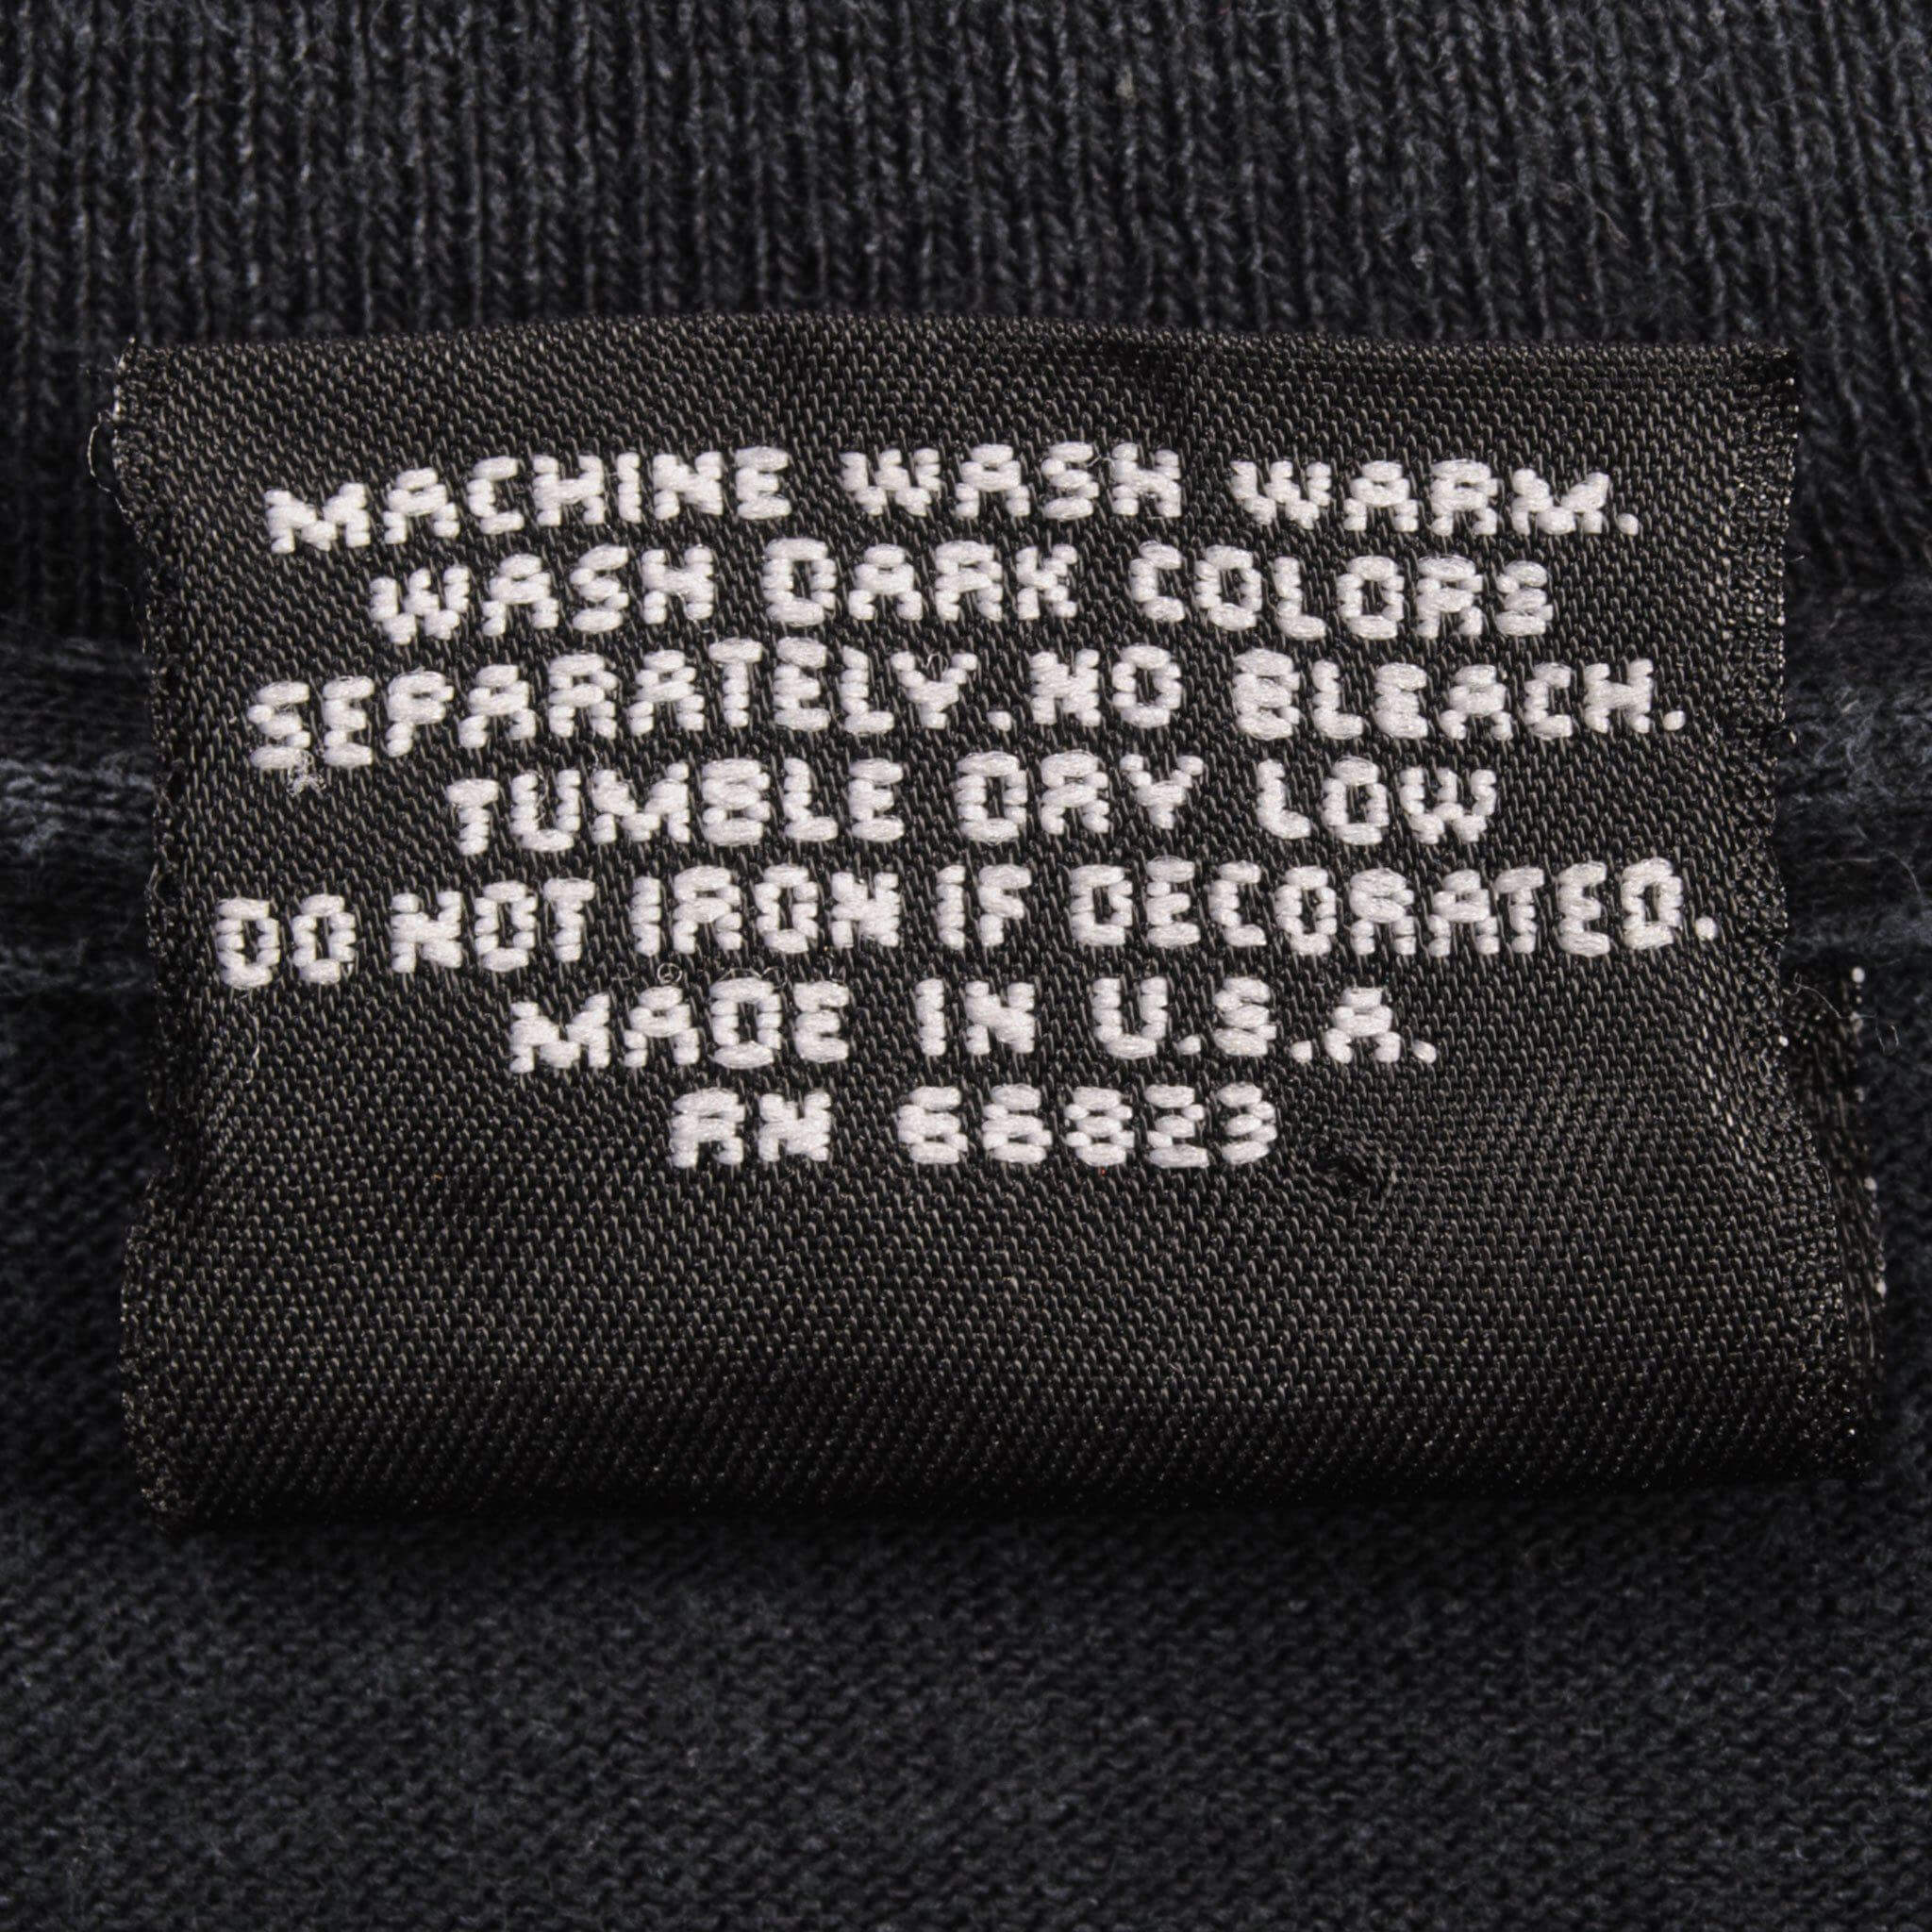 MACHINE WASH WARM.
WASH DARK COLORS
SEPARATELY. NO BLEACH.
TUMBLE DRY LOW
DO NOT IRON IF DECORATED.
MADE IN U.S.A.
RN 66823